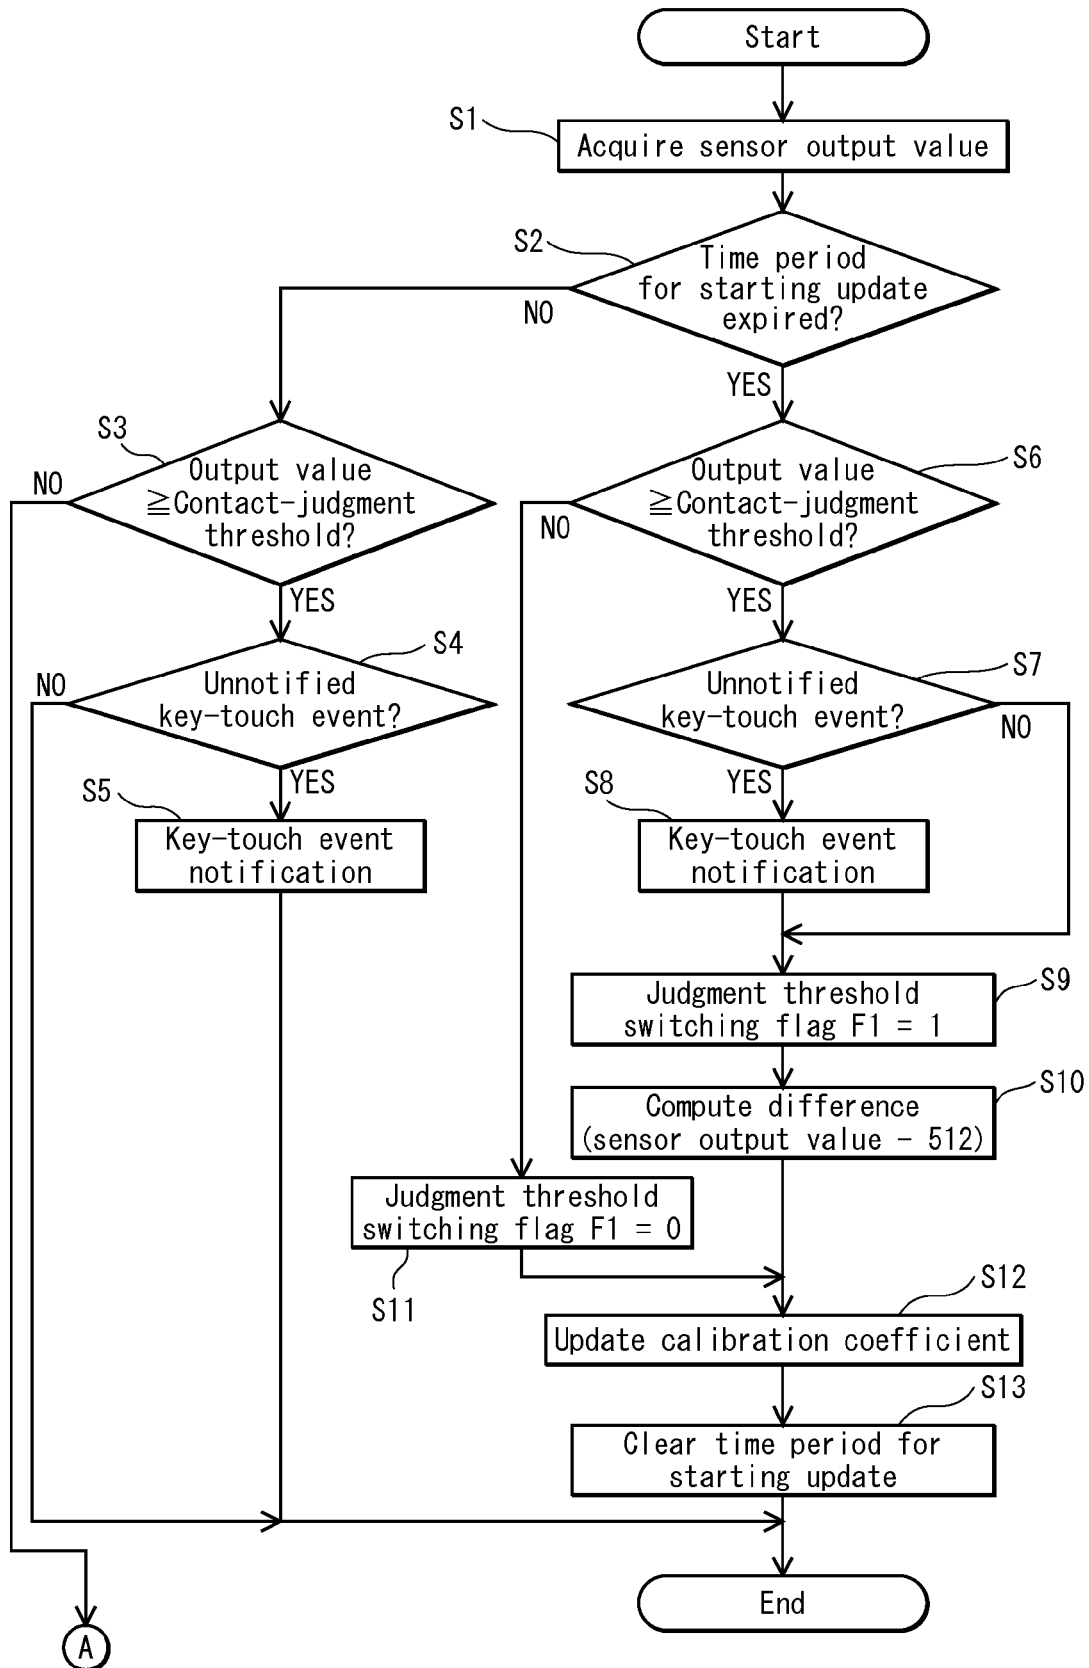 Start
S1
Acquire sensor output value
S2
Time period
for starting update
expired?
NO
YES
S3
Output value
≧Contact-judgment
threshold?
NO
YES
S6
Output value
≧Contact-judgment
threshold?
NO
YES
S4
Unnotified
key-touch event?
NO
YES
S7
Unnotified
key-touch event?
NO
YES
S5
Key-touch event
notification
S8
Key-touch event
notification
S9
Judgment threshold
switching flag F1 = 1
S10
Compute difference
(sensor output value - 512)
Judgment threshold
switching flag F1 = 0
S11
S12
Update calibration coefficient
S13
Clear time period for
starting update
End
A